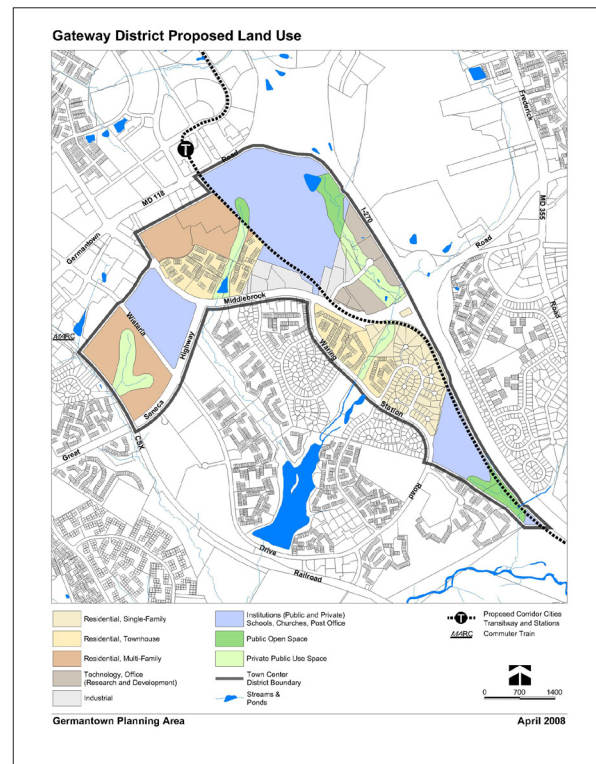 Gateway District Proposed Land Use
Frederick
Road
T
MD 118
I-270
MD 355
Germantown
Road
Middlebrook
Road
Wisteria
Highway
MARC
Waring
Station
Seneca
Great
CSX
Road
Drive
Railroad
Residential, Single-Family
Residential, Townhouse
Residential, Multi-Family
Technology, Office
(Research and Development)
Industrial
Institutions (Public and Private)
Schools, Churches, Post Office
Public Open Space
Private Public Use Space
Town Center
District Boundary
Streams &
Ponds
T Proposed Corridor Cities
Transitway and Stations
MARC Commuter Train
0 700 1400
Germantown Planning Area
April 2008